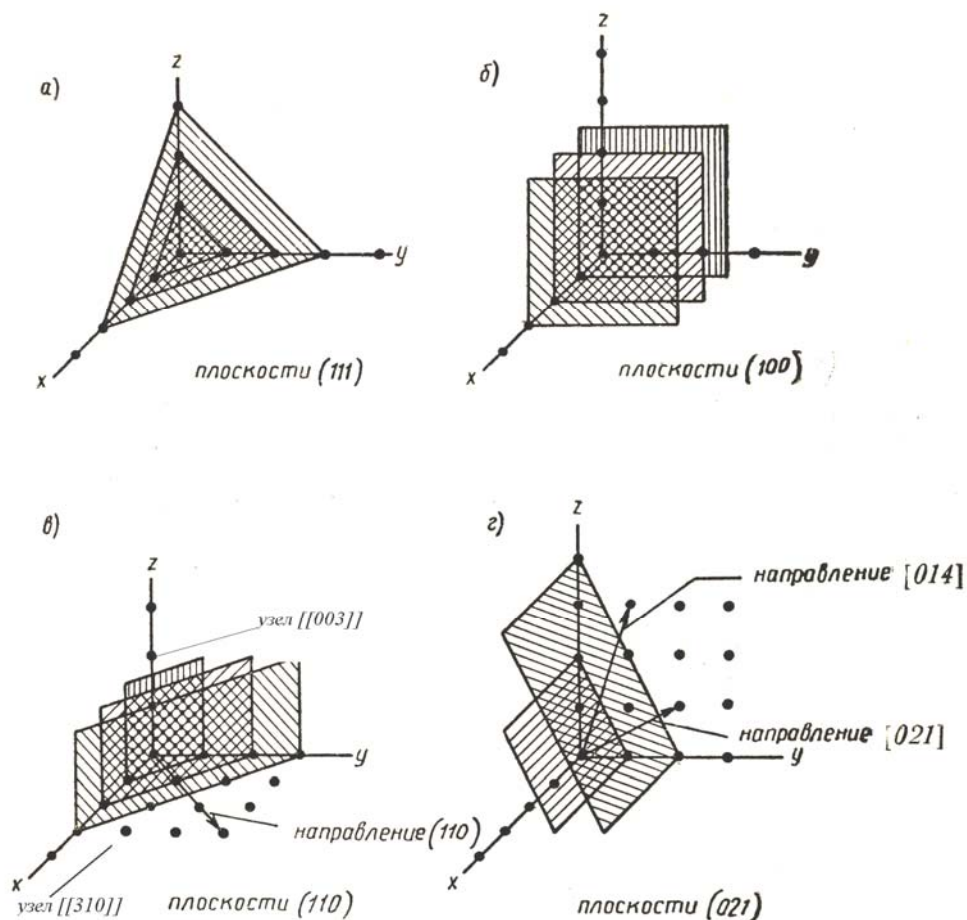 а)
z
y
x
плоскости (111)
б)
z
y
плоскости (100)
x
в)
z
узел [[003]]
y
направление (110)
x
узел [[310]]
плоскости (110)
г)
z
направление [014]
направление [021]
y
x
плоскости (021)